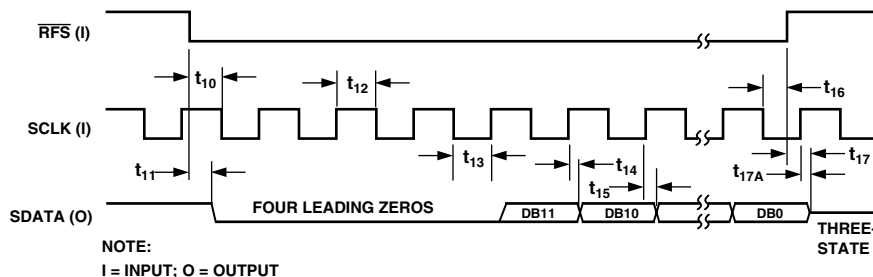 RFS (I)
t10
t12
t16
SCLK (I)
t11
t13
t14
t15
t17
t17A
SDATA (O)
FOUR LEADING ZEROS
DB11
DB10
DB0
THREE-
STATE
NOTE:
I = INPUT; O = OUTPUT